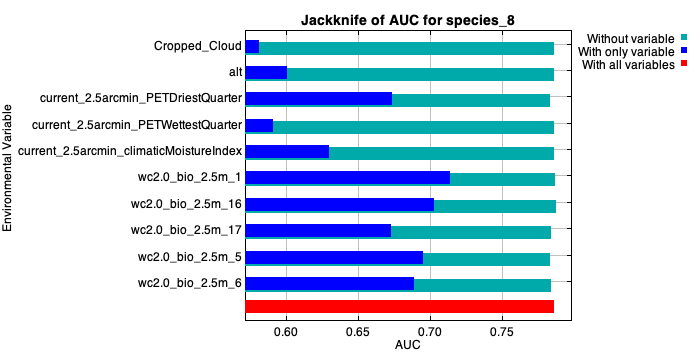 Jackknife of AUC for species_8
Without variable
With only variable
With all variables
Environmental Variable
Cropped_Cloud
alt
current_2.5arcmin_PETDriestQuarter
current_2.5arcmin_PETWettestQuarter
current_2.5arcmin_climaticMoistureIndex
wc2.0_bio_2.5m_1
wc2.0_bio_2.5m_16
wc2.0_bio_2.5m_17
wc2.0_bio_2.5m_5
wc2.0_bio_2.5m_6
0.60 0.65 0.70 0.75
AUC